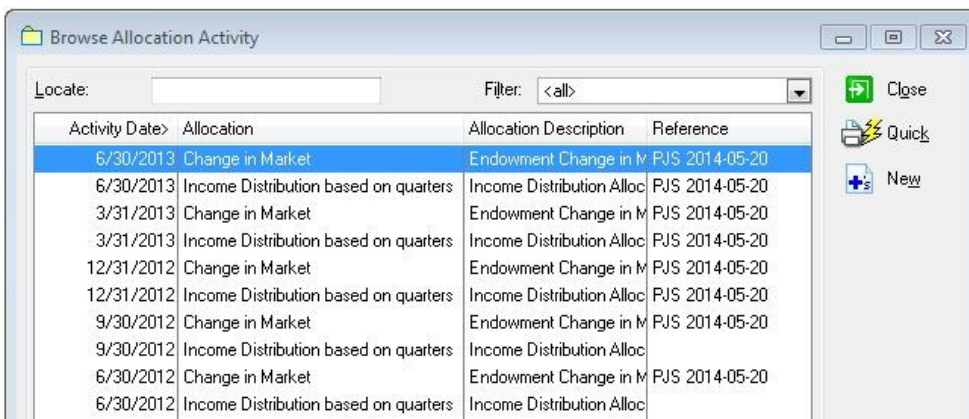 Browse Allocation Activity
Locate: Filter: <all> Close
Quick
Activity Date> Allocation Allocation Description Reference
6/30/2013 Change in Market Endowment Change in M PJS 2014-05-20
New
6/30/2013 Income Distribution based on quarters Income Distribution Alloc PJS 2014-05-20
3/31/2013 Change in Market Endowment Change in M PJS 2014-05-20
3/31/2013 Income Distribution based on quarters Income Distribution Alloc PJS 2014-05-20
12/31/2012 Change in Market Endowment Change in M PJS 2014-05-20
12/31/2012 Income Distribution based on quarters Income Distribution Alloc PJS 2014-05-20
9/30/2012 Change in Market Endowment Change in M PJS 2014-05-20
9/30/2012 Income Distribution based on quarters Income Distribution Alloc
6/30/2012 Change in Market Endowment Change in M PJS 2014-05-20
6/30/2012 Income Distribution based on quarters Income Distribution Alloc